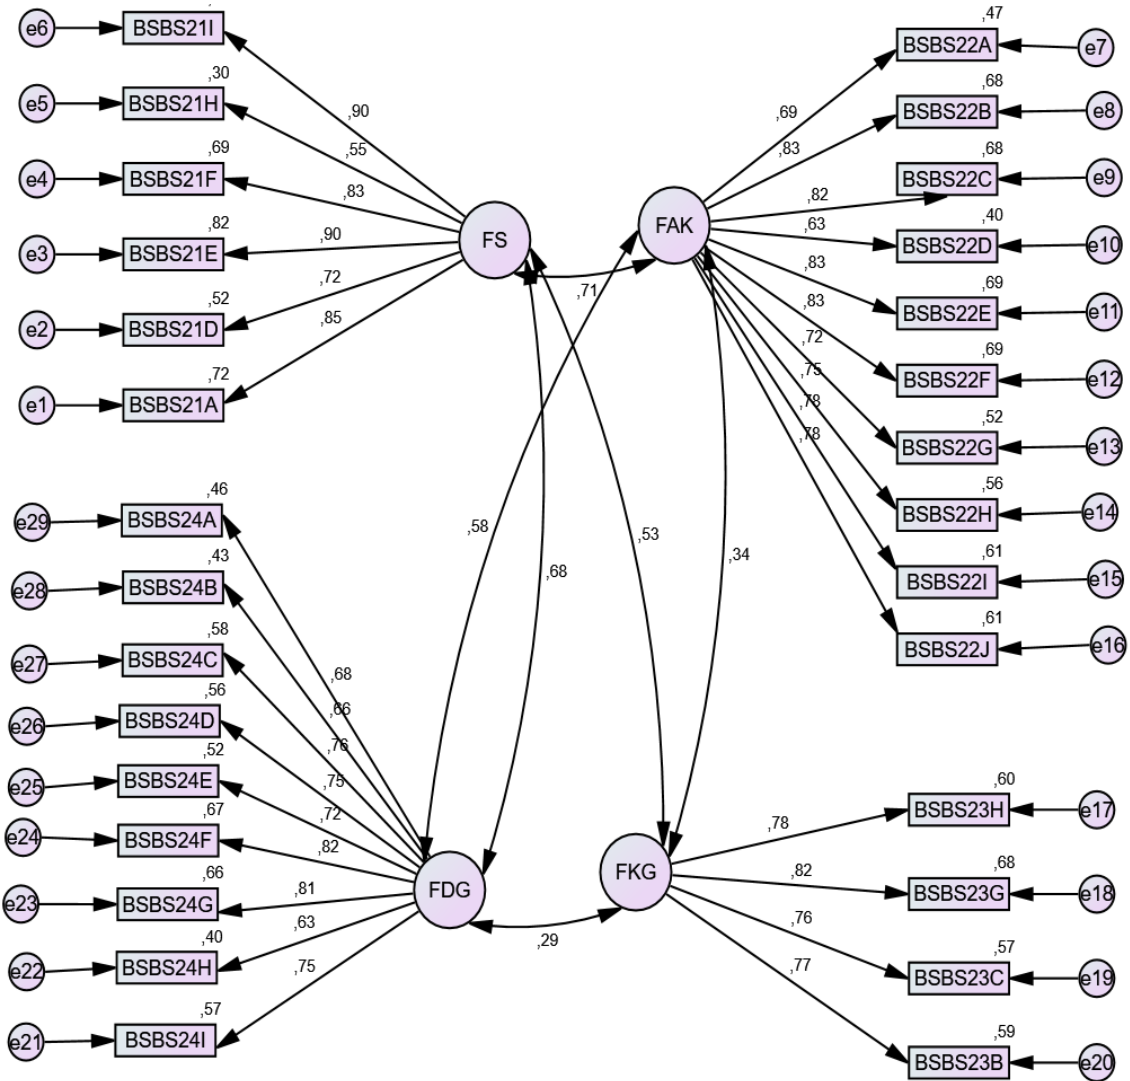 e6 BSBS21I
,30
e5 BSBS21H
,69
e4 BSBS21F
,82
e3 BSBS21E
,52
e2 BSBS21D
,72
e1 BSBS21A
,90
,55
,83
,90
,72
,85
FS
FAK
,71
,69
,83
,82
,63
,83
,83
,72
,75
,78
,78
,47
BSBS22A e7
,68
BSBS22B e8
,68
BSBS22C e9
,40
BSBS22D e10
,69
BSBS22E e11
,69
BSBS22F e12
,52
BSBS22G e13
,56
BSBS22H e14
,61
BSBS22I e15
,61
BSBS22J e16
,58
,68
,53
,34
,46
e29 BSBS24A
,43
e28 BSBS24B
,58
e27 BSBS24C
,56
e26 BSBS24D
,52
e25 BSBS24E
,67
e24 BSBS24F
,66
e23 BSBS24G
,40
e22 BSBS24H
,57
e21 BSBS24I
,68
,66
,76
,75
,72
,82
,81
,63
,75
FDG
FKG
,29
,78
,82
,76
,77
,60
BSBS23H e17
,68
BSBS23G e18
,57
BSBS23C e19
,59
BSBS23B e20